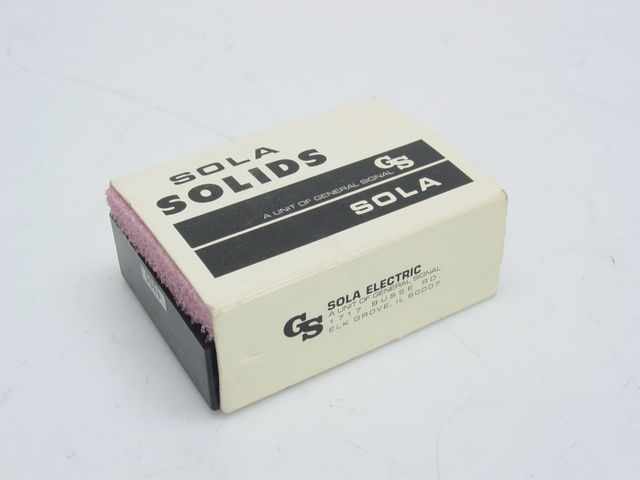 SOLA
SOLIDS
A UNIT OF GENERAL SIGNAL GS
SOLA
GS
SOLA ELECTRIC
A UNIT OF GENERAL SIGNAL
1717 BUSSE RD.
ELK GROVE, IL 60007